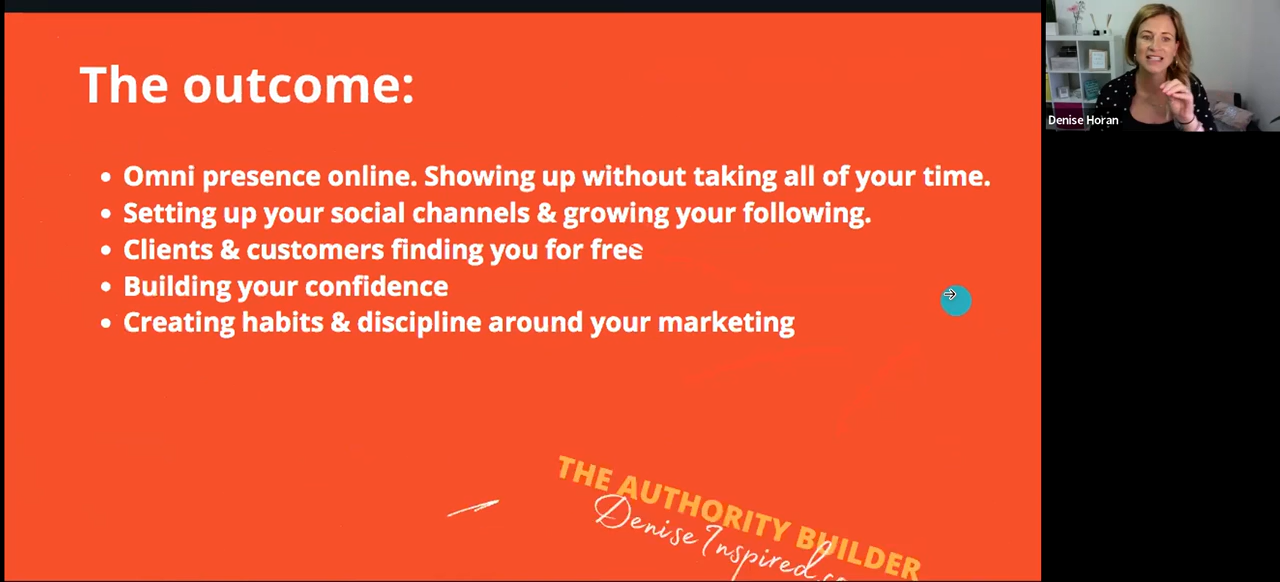 The outcome:
Omni presence online. Showing up without taking all of your time.
Setting up your social channels & growing your following.
Clients & customers finding you for free
Building your confidence
Creating habits & discipline around your marketing
THE AUTHORITY BUILDER
Denise Inspired.co
Denise Horan